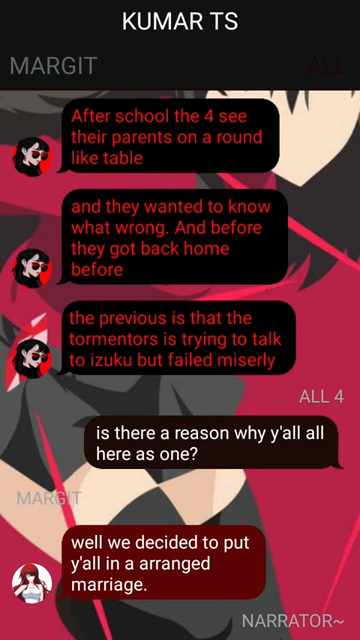 KUMAR TS
MARGIT
ALL
After school the 4 see
their parents on a round
like table
and they wanted to know
what wrong. And before
they got back home
before
the previous is that the
tormentors is trying to talk
to izuku but failed miserly
ALL 4
is there a reason why y'all all
here as one?
MARGIT
well we decided to put
y'all in a arranged
marriage.
NARRATOR~